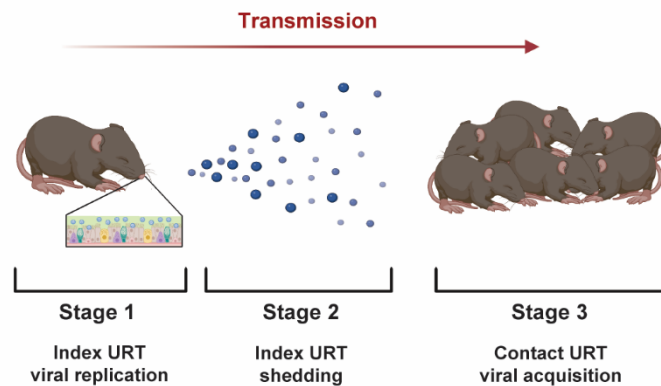 Transmission
Stage 1
Index URT
viral replication
Stage 2
Index URT
shedding
Stage 3
Contact URT
viral acquisition